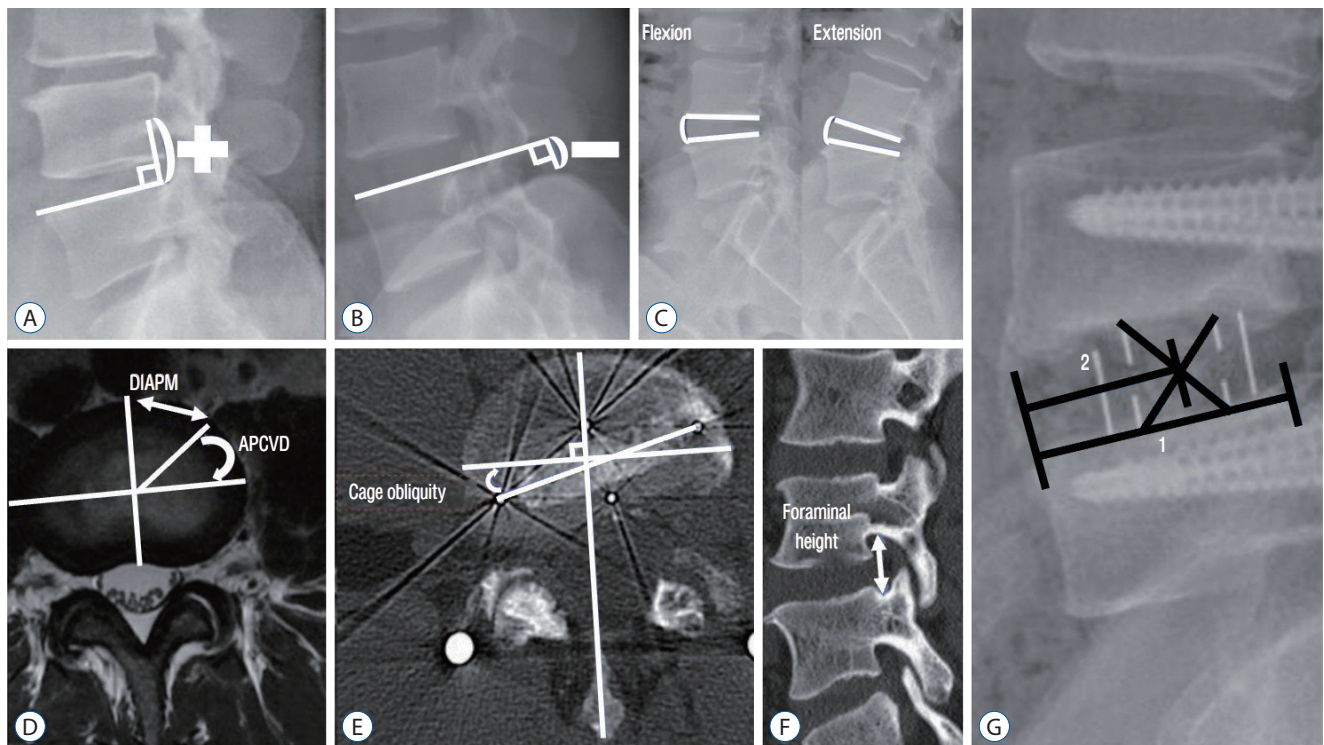 A
B
Flexion
Extension
C
DIAPM
APCVD
D
Cage obliquity
E
Foraminal
height
F
2
1
G